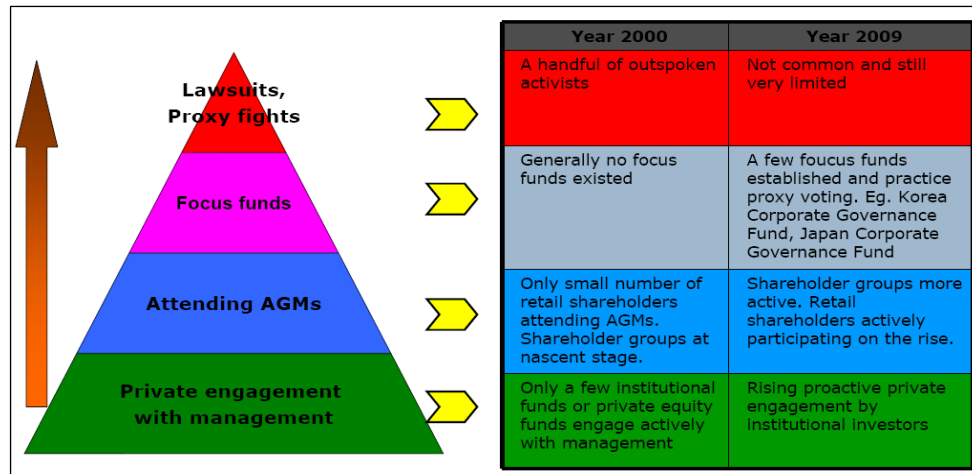 Year 2000
Year 2009
Lawsuits,
Proxy fights
A handful of outspoken
activists
Not common and still
very limited
Focus funds
Generally no focus
funds existed
A few foucus funds
established and practice
proxy voting. Eg. Korea
Corporate Governance
Fund, Japan Corporate
Governance Fund
Attending AGMs
Only small number of
retail shareholders
attending AGMs.
Shareholder groups at
nascent stage.
Shareholder groups more
active. Retail
shareholders actively
participating on the rise.
Private engagement
with management
Only a few institutional
funds or private equity
funds engage actively
with management
Rising proactive private
engagement by
institutional investors